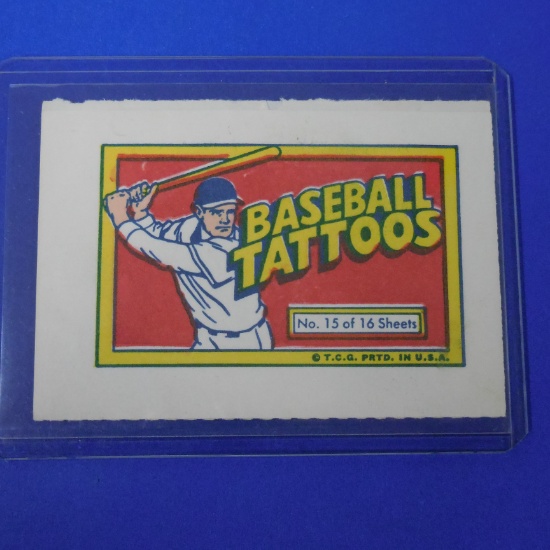 BASEBALL
TATTOOS
No. 15 of 16 Sheets
© T.C.G. PRTD. IN U.S.A.